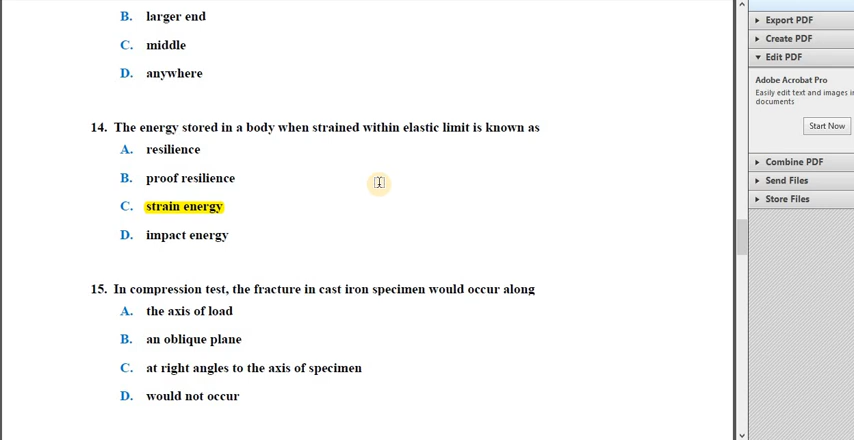 B. larger end
C. middle
D. anywhere
14. The energy stored in a body when strained within elastic limit is known as
A. resilience
B. proof resilience
C. strain energy
D. impact energy
15. In compression test, the fracture in cast iron specimen would occur along
A. the axis of load
B. an oblique plane
C. at right angles to the axis of specimen
D. would not occur
Export PDF
Create PDF
Edit PDF
Adobe Acrobat Pro
Easily edit text and images in
documents
Start Now
Combine PDF
Send Files
Store Files